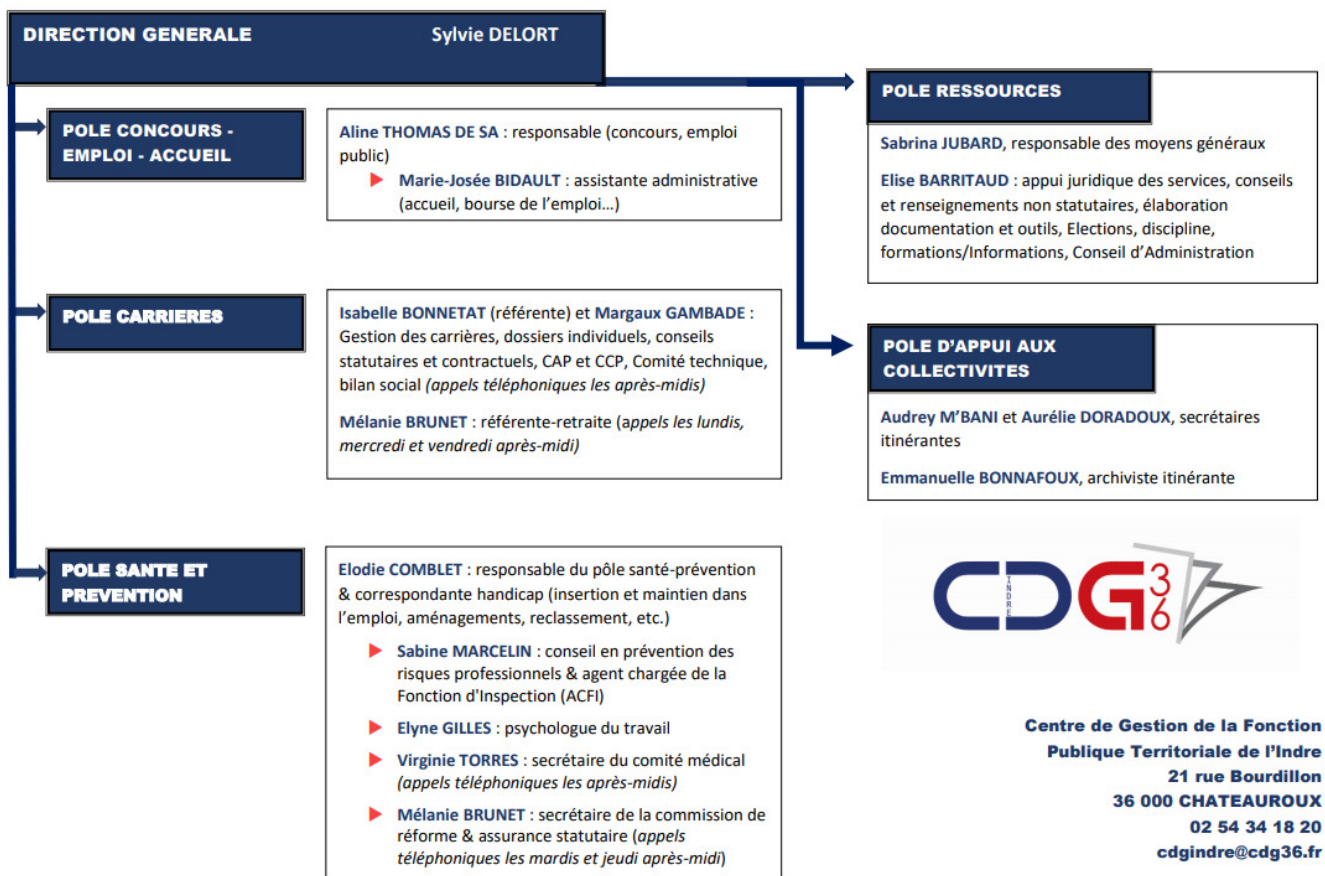 DIRECTION GENERALE Sylvie DELORT
POLE CONCOURS -
EMPLOI - ACCUEIL
Aline THOMAS DE SA : responsable (concours, emploi
public)
Marie-Josée BIDAULT : assistante administrative
(accueil, bourse de l'emploi…)
POLE CARRIERES
Isabelle BONNETAT (référente) et Margaux GAMBADE :
Gestion des carrières, dossiers individuels, conseils
statutaires et contractuels, CAP et CCP, Comité technique,
bilan social (appels téléphoniques les après-midis)
Mélanie BRUNET : référente-retraite (appels les lundis,
mercredi et vendredi après-midi)
POLE SANTE ET
PREVENTION
Elodie COMBLET : responsable du pôle santé-prévention
& correspondante handicap (insertion et maintien dans
l'emploi, aménagements, reclassement, etc.)
Sabine MARCELIN : conseil en prévention des
risques professionnels & agent chargée de la
Fonction d'Inspection (ACFI)
Elyne GILLES : psychologue du travail
Virginie TORRES : secrétaire du comité médical
(appels téléphoniques les après-midis)
Mélanie BRUNET : secrétaire de la commission de
réforme & assurance statutaire (appels
téléphoniques les mardis et jeudi après-midi)
POLE RESSOURCES
Sabrina JUBARD, responsable des moyens généraux
Elise BARRITAUD : appui juridique des services, conseils
et renseignements non statutaires, élaboration
documentation et outils, Elections, discipline,
formations/Informations, Conseil d'Administration
POLE D'APPUI AUX
COLLECTIVITES
Audrey M'BANI et Aurélie DORADOUX, secrétaires
itinérantes
Emmanuelle BONNAFOUX, archiviste itinérante
CDG 36
INDRE
Centre de Gestion de la Fonction
Publique Territoriale de l'Indre
21 rue Bourdillon
36 000 CHATEAUROUX
02 54 34 18 20
cdgindre@cdg36.fr